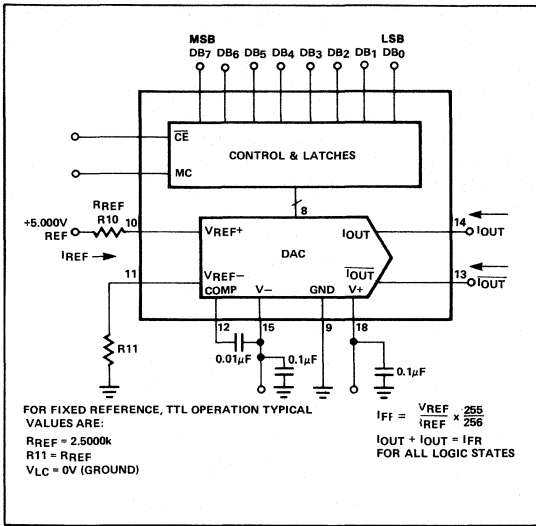 MSB LSB
DB7 DB6 DB5 DB4 DB3 DB2 DB1 DB0
CE
CONTROL & LATCHES
MC
8
RREF
R10
+5.000V
REF
10
VREF+
IOUT
14
IOUT
IREF
DAC
11
VREF−
IOUT
13
IOUT
COMP V− GND V+
12 15 9 18
R11
0.01µF
0.1µF
0.1µF
FOR FIXED REFERENCE, TTL OPERATION TYPICAL
VALUES ARE:
RREF = 2.5000k
R11 = RREF
VLC = 0V (GROUND)
IFF = VREF / REF × 255 / 256
IOUT + IOUT = IFR
FOR ALL LOGIC STATES